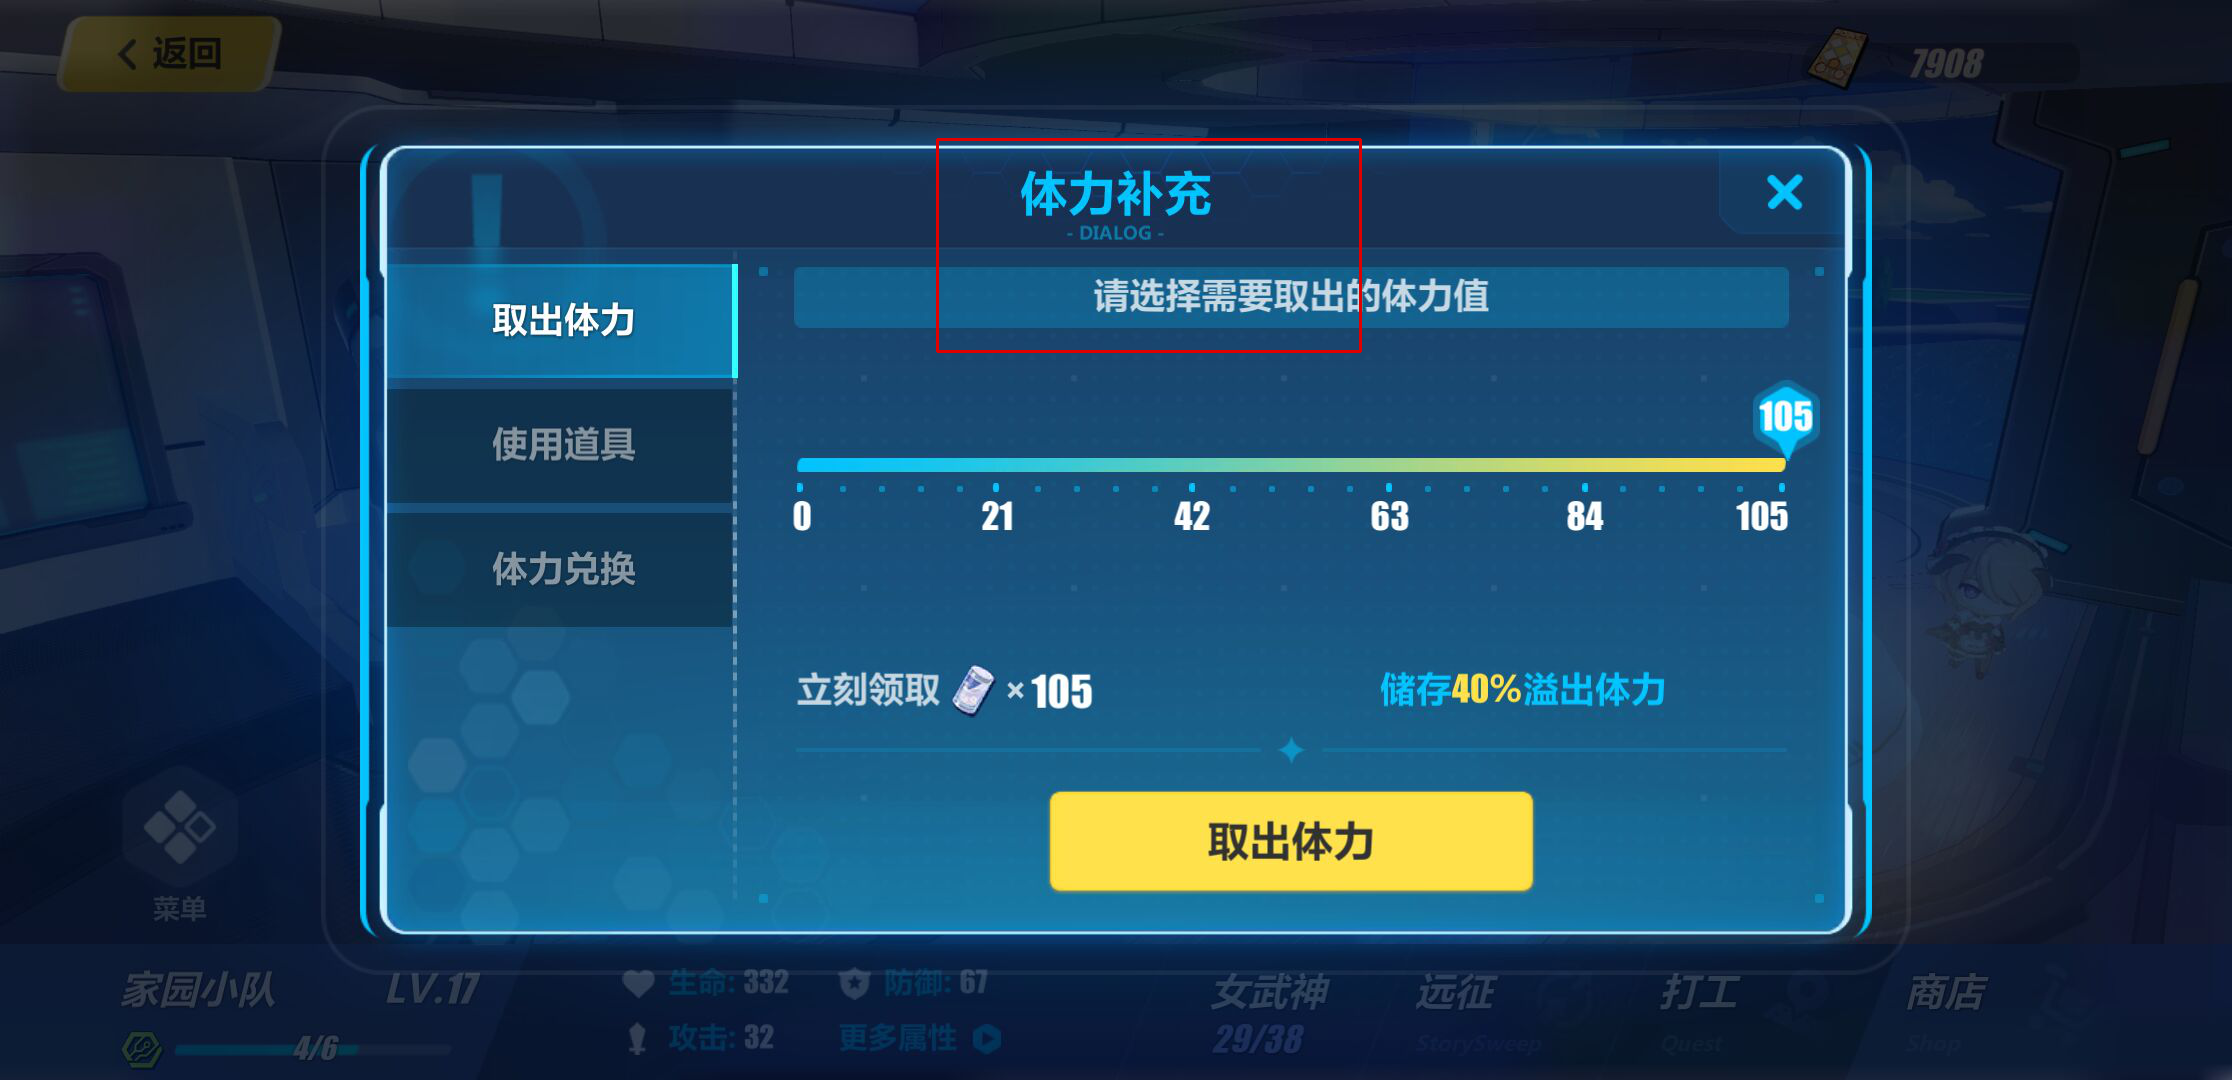 返回
7908
体力补充
- DIALOG -
取出体力
使用道具
体力兑换
请选择需要取出的体力值
105
0 21 42 63 84 105
立刻领取 ×105
储存40%溢出体力
取出体力
菜单
家园小队 LV.17
4/6
生命: 332 防御: 67
攻击: 32 更多属性
女武神
29/38
远征
StorySweep
打工
Quest
商店
Shop